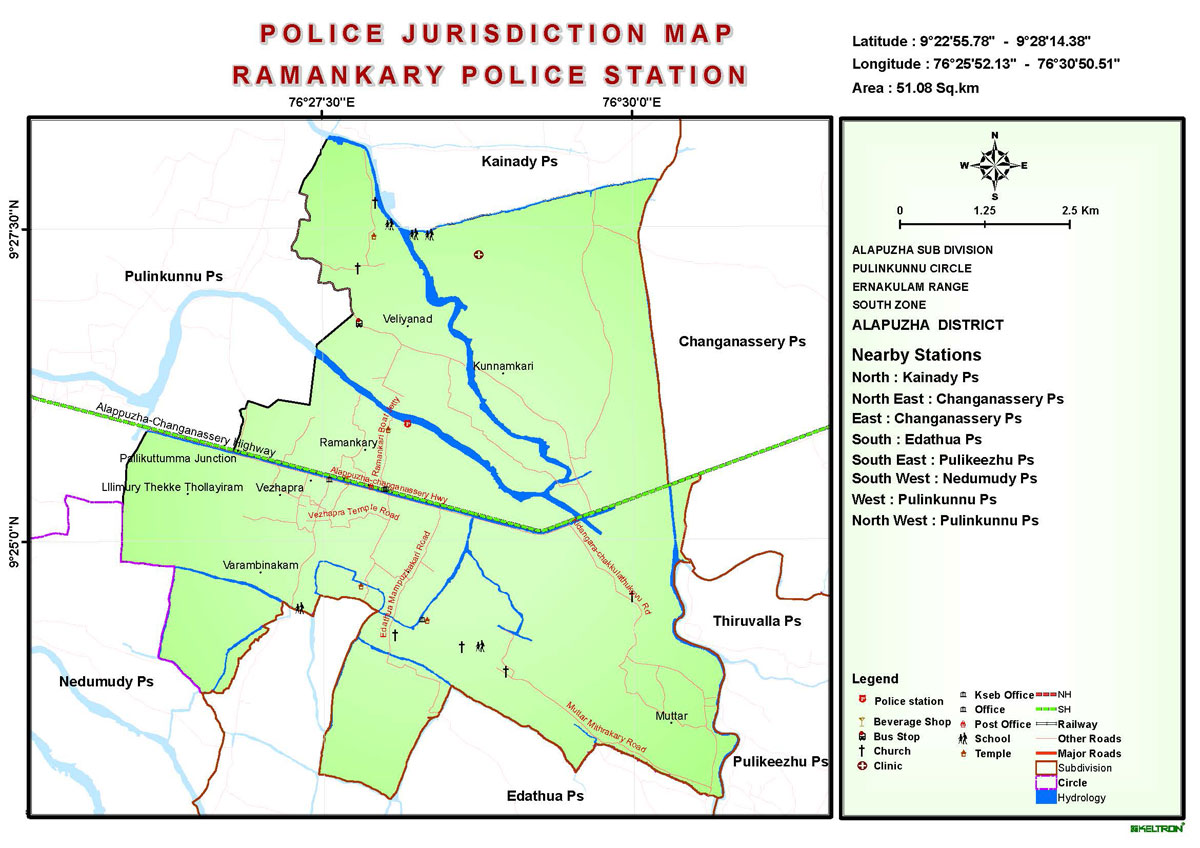 POLICE JURISDICTION MAP
RAMANKARY POLICE STATION
Latitude : 9°22'55.78" - 9°28'14.38"
Longitude : 76°25'52.13" - 76°30'50.51"
Area : 51.08 Sq.km
76°27'30"E
76°30'0"E
9°27'30"N
9°25'0"N
Kainady Ps
Pulinkunnu Ps
Veliyanad
Changanassery Ps
Kunnamkari
Alappuzha-Changanassery Highway
Ramankary
Pallikuttumma Junction
Alappuzha-changanassery Hwy
Lllimury Thekke Thollayiram
Vezhapra
Vezhapra Temple Road
Varambinakam
Edathua Mampuzhakari Road
Thiruvalla Ps
Nedumudy Ps
Muttar
Muttar Mahrakary Road
Pulikeezhu Ps
Edathua Ps
N
W
E
S
0
1.25
2.5 Km
ALAPUZHA SUB DIVISION
PULINKUNNU CIRCLE
ERNAKULAM RANGE
SOUTH ZONE
ALAPUZHA DISTRICT
Nearby Stations
North : Kainady Ps
North East : Changanassery Ps
East : Changanassery Ps
South : Edathua Ps
South East : Pulikeezhu Ps
South West : Nedumudy Ps
West : Pulinkunnu Ps
North West : Pulinkunnu Ps
Legend
Police station
Beverage Shop
Bus Stop
Church
Clinic
Kseb Office
Office
Post Office
School
Temple
NH
SH
Railway
Other Roads
Major Roads
Subdivision
Circle
Hydrology
KELTRON